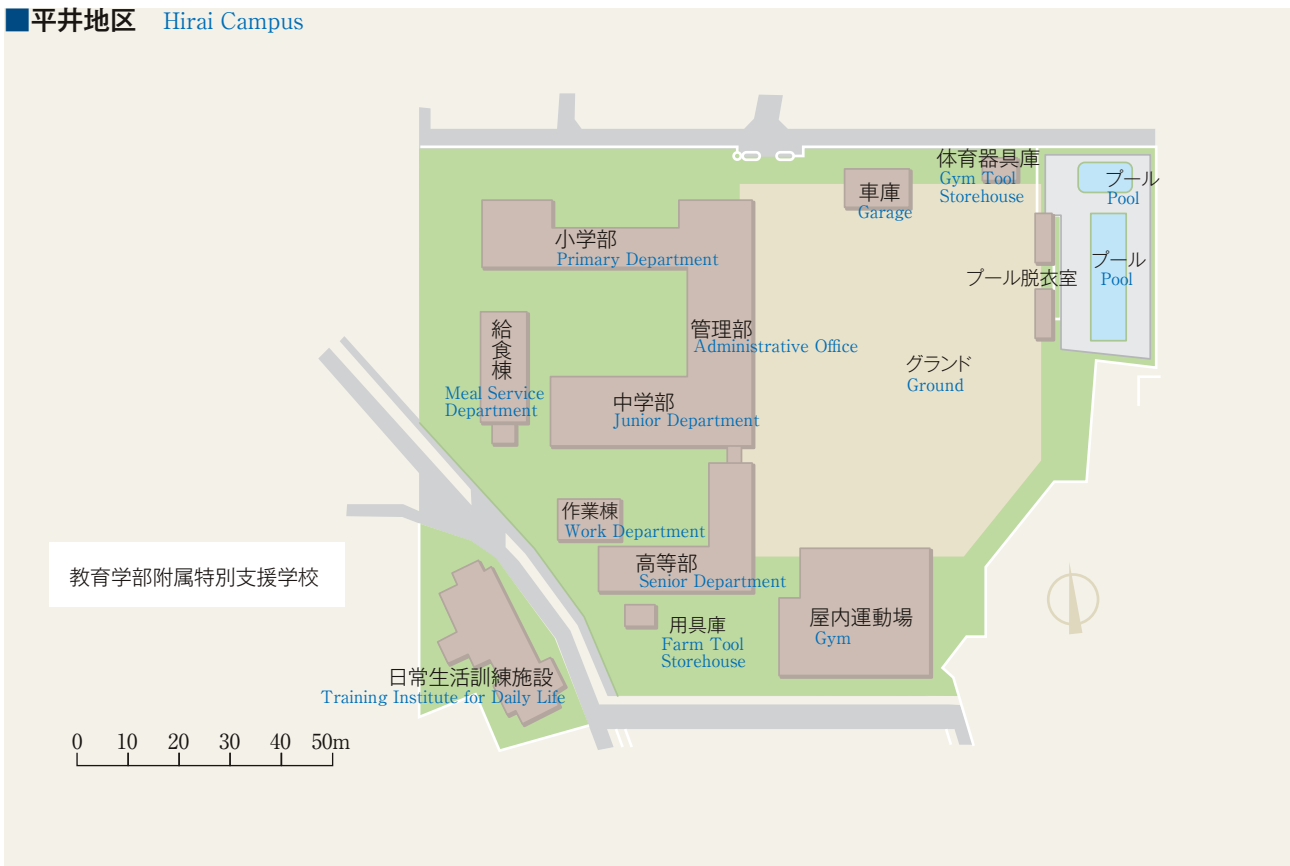 ■平井地区 Hirai Campus
体育器具庫
Gym Tool
Storehouse
プール
Pool
車庫
Garage
小学部
Primary Department
プール
Pool
プール脱衣室
給食棟
Meal Service
Department
管理部
Administrative Office
グランド
Ground
中学部
Junior Department
作業棟
Work Department
高等部
Senior Department
教育学部附属特別支援学校
用具庫
Farm Tool
Storehouse
屋内運動場
Gym
日常生活訓練施設
Training Institute for Daily Life
0 10 20 30 40 50m